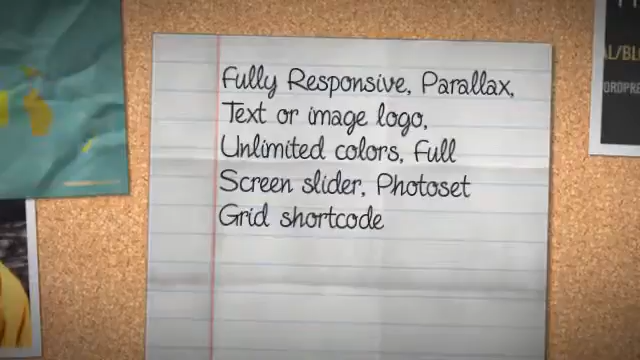 Fully Responsive, Parallax,
Text or image logo,
Unlimited colors, Full
Screen slider, Photoset
Grid shortcode